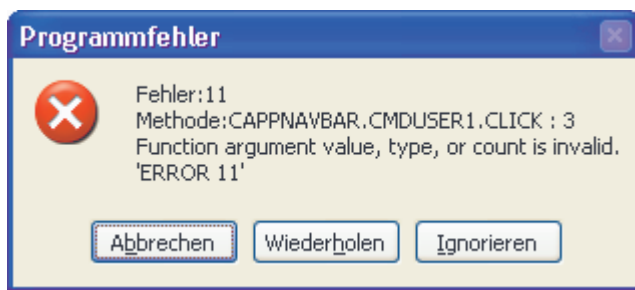 Programmfehler
Fehler:11
Methode:CAPPNAVBAR.CMDUSER1.CLICK : 3
Function argument value, type, or count is invalid.
'ERROR 11'
Abbrechen
Wiederholen
Ignorieren